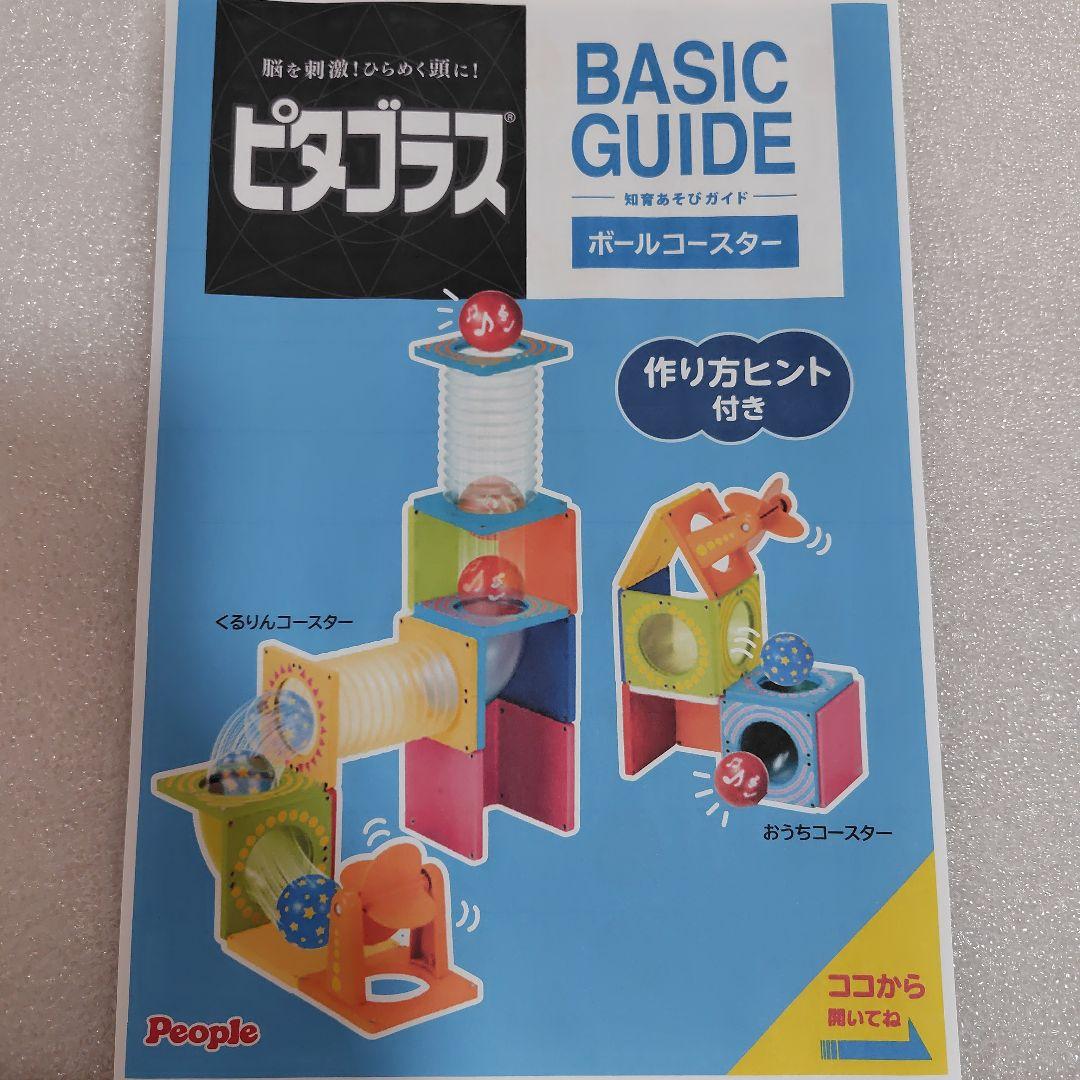 脳を刺激!ひらめく頭に!
ピタゴラス®
BASIC
GUIDE
知育あそびガイド
ボールコースター
作り方ヒント
付き
くるりんコースター
おうちコースター
ココから
開いてね
People